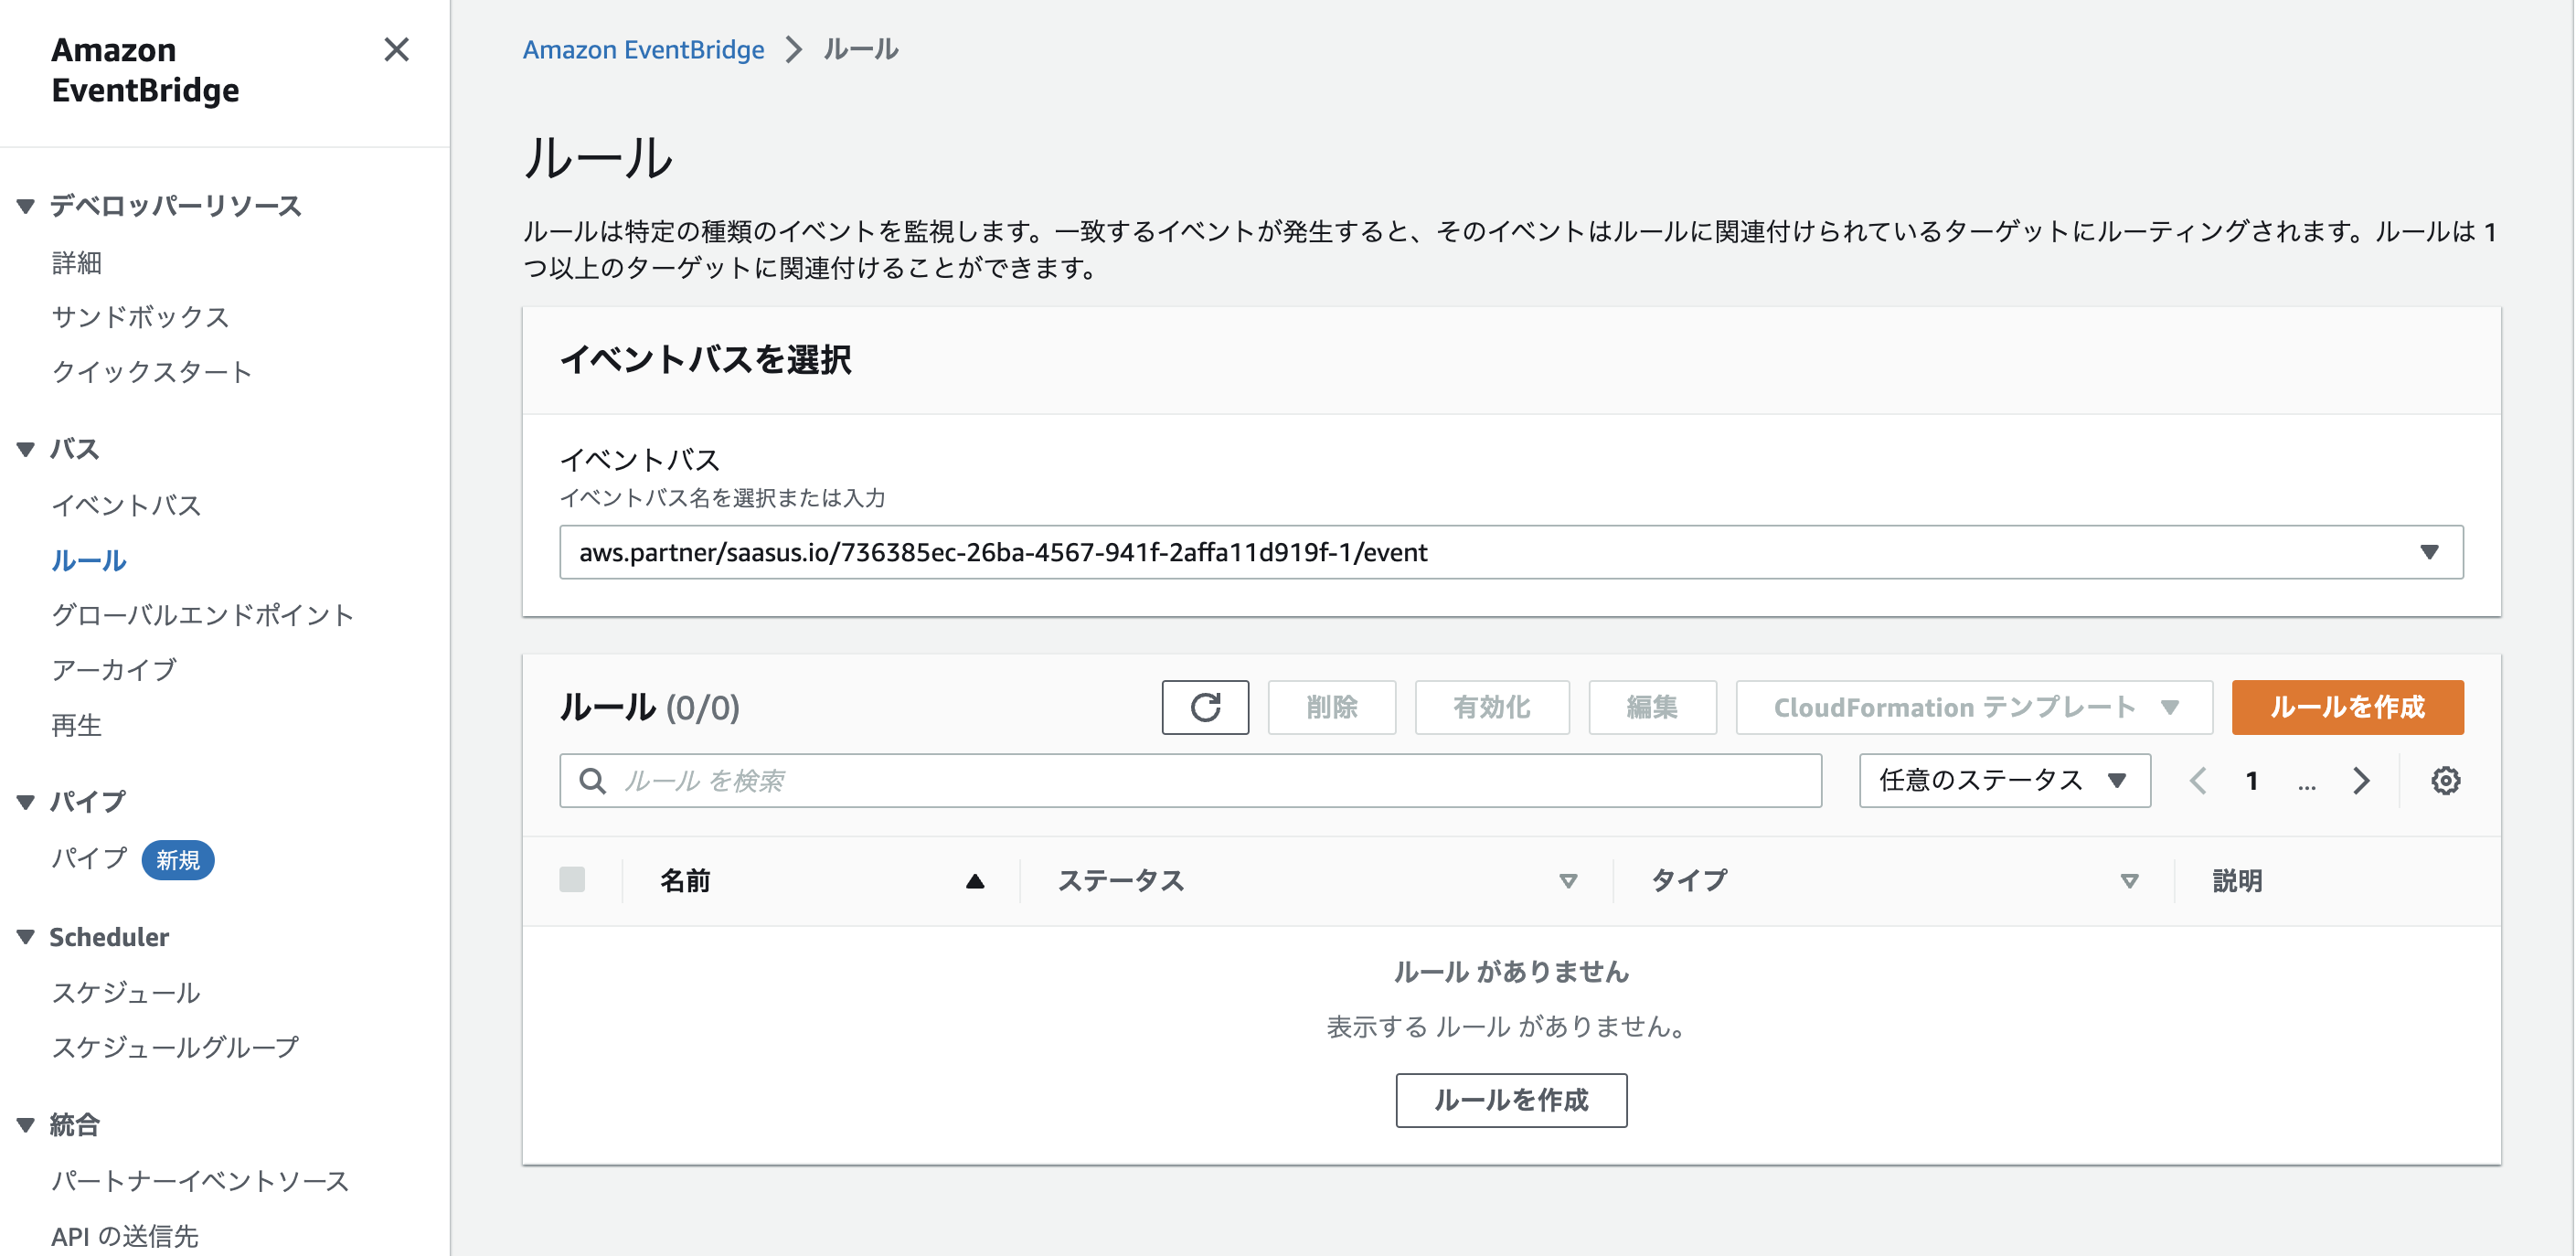 Amazon
EventBridge
デベロッパーリソース
詳細
サンドボックス
クイックスタート
バス
イベントバス
ルール
グローバルエンドポイント
アーカイブ
再生
パイプ
パイプ 新規
Scheduler
スケジュール
スケジュールグループ
統合
パートナーイベントソース
API の送信先
Amazon EventBridge ルール
ルール
ルールは特定の種類のイベントを監視します。一致するイベントが発生すると、そのイベントはルールに関連付けられているターゲットにルーティングされます。ルールは 1
つ以上のターゲットに関連付けることができます。
イベントバスを選択
イベントバス
イベントバス名を選択または入力
aws.partner/saasus.io/736385ec-26ba-4567-941f-2affa11d919f-1/event
ルール (0/0) 削除 有効化 編集 CloudFormation テンプレート ルールを作成
ルール を検索 任意のステータス 1 ...
名前 ステータス タイプ 説明
ルール がありません
表示する ルール がありません。
ルールを作成